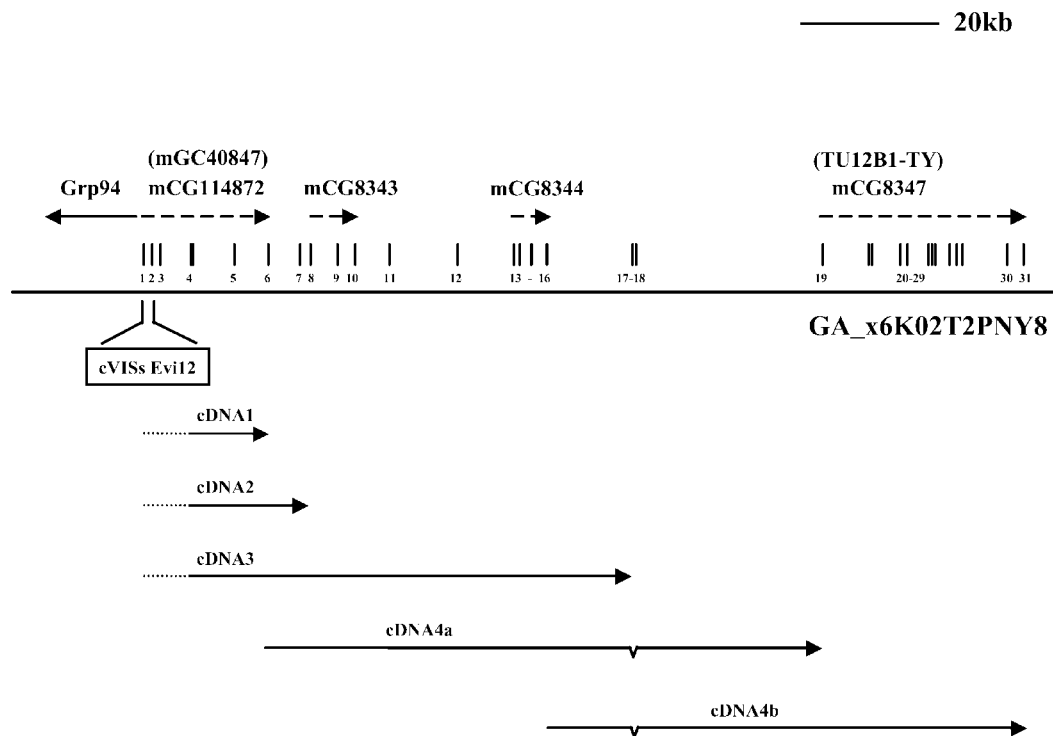 20kb
(mGC40847)
(TU12B1-TY)
Grp94 mCG114872 mCG8343 mCG8344 mCG8347
1 2 3 4 5 6 7 8 9 10 11 12 13 - 16 17-18 19 20-29 30 31
GA_x6K02T2PNY8
cVISs Evi12
cDNA1
cDNA2
cDNA3
cDNA4a
cDNA4b